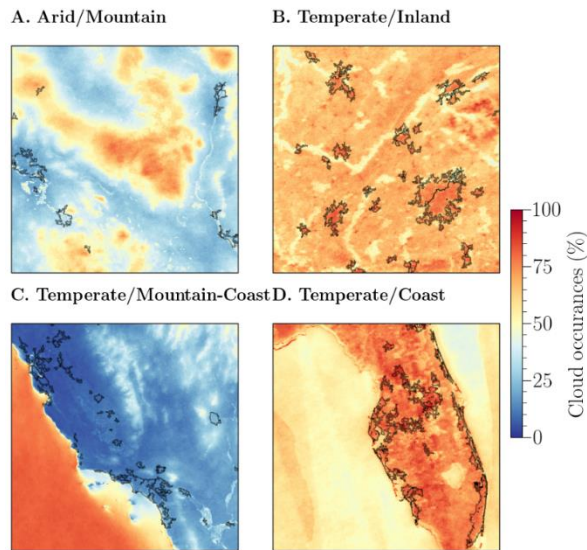 A. Arid/Mountain
B. Temperate/Inland
C. Temperate/Mountain-Coast
D. Temperate/Coast
100
75
50
25
0
Cloud occurances (%)